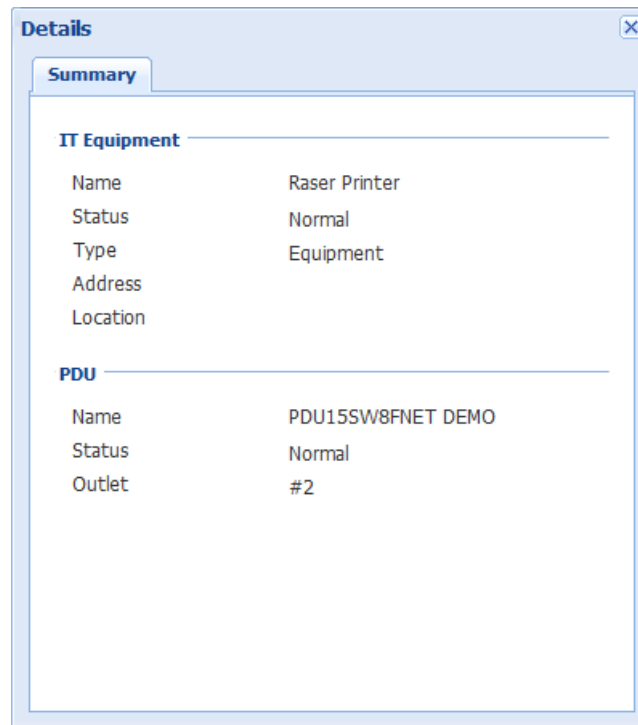 Details
Summary
IT Equipment
Name Raser Printer
Status Normal
Type Equipment
Address
Location
PDU
Name PDU15SW8FNET DEMO
Status Normal
Outlet #2